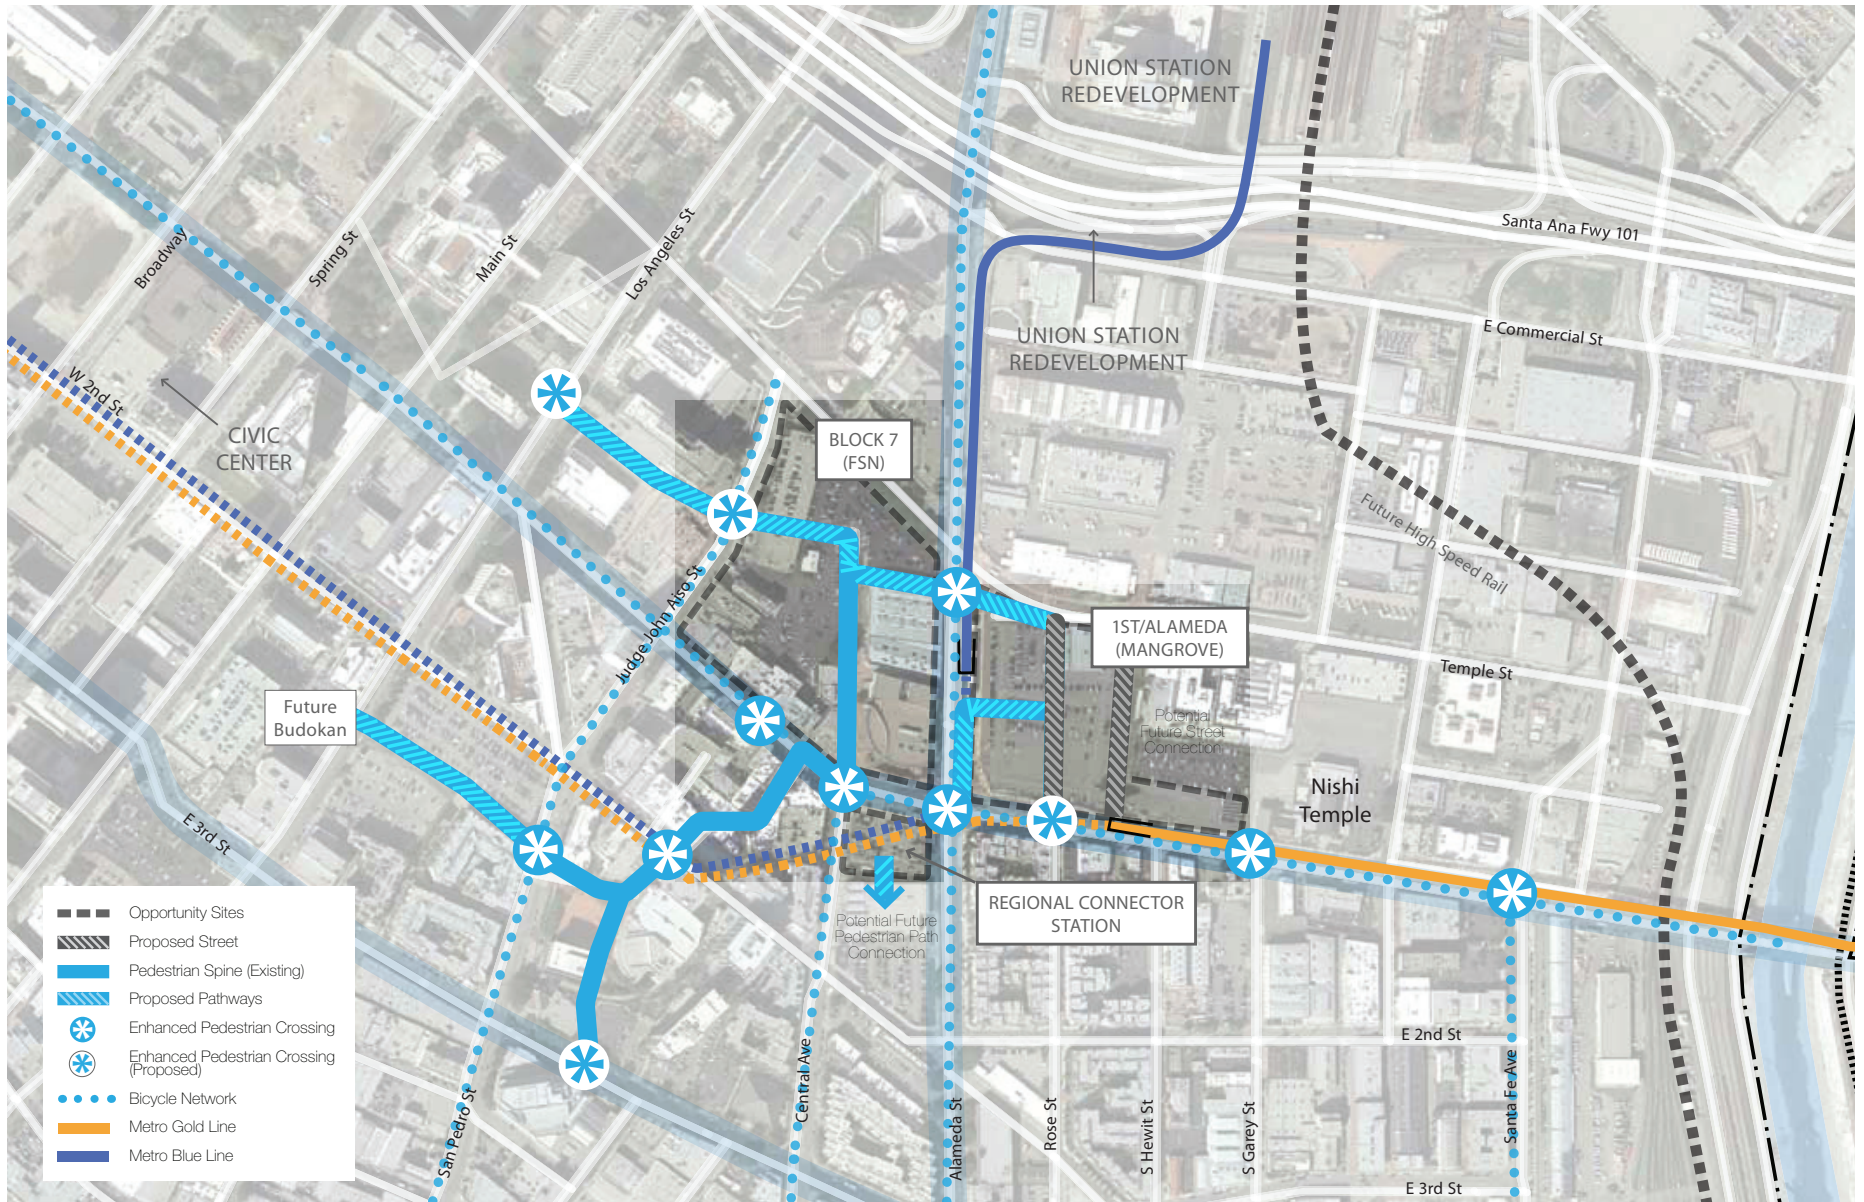 UNION STATION
REDEVELOPMENT
Santa Ana Fwy 101
Broadway
Spring St
Main St
Los Angeles St
UNION STATION
REDEVELOPMENT
E Commercial St
W 2nd St
CIVIC
CENTER
BLOCK 7
(FSN)
Future High Speed Rail
Judge John Aiso St
1ST/ALAMEDA
(MANGROVE)
Temple St
Future
Budokan
Potential
Future Street
Connection
Nishi
Temple
E 3rd St
REGIONAL CONNECTOR
STATION
Potential Future
Pedestrian Path
Connection
Opportunity Sites
Proposed Street
Pedestrian Spine (Existing)
Proposed Pathways
Enhanced Pedestrian Crossing
Enhanced Pedestrian Crossing
(Proposed)
Bicycle Network
Metro Gold Line
Metro Blue Line
San Pedro St
Central Ave
Alameda St
Rose St
S Hewit St
S Garey St
E 2nd St
Santa Fe Ave
E 3rd St